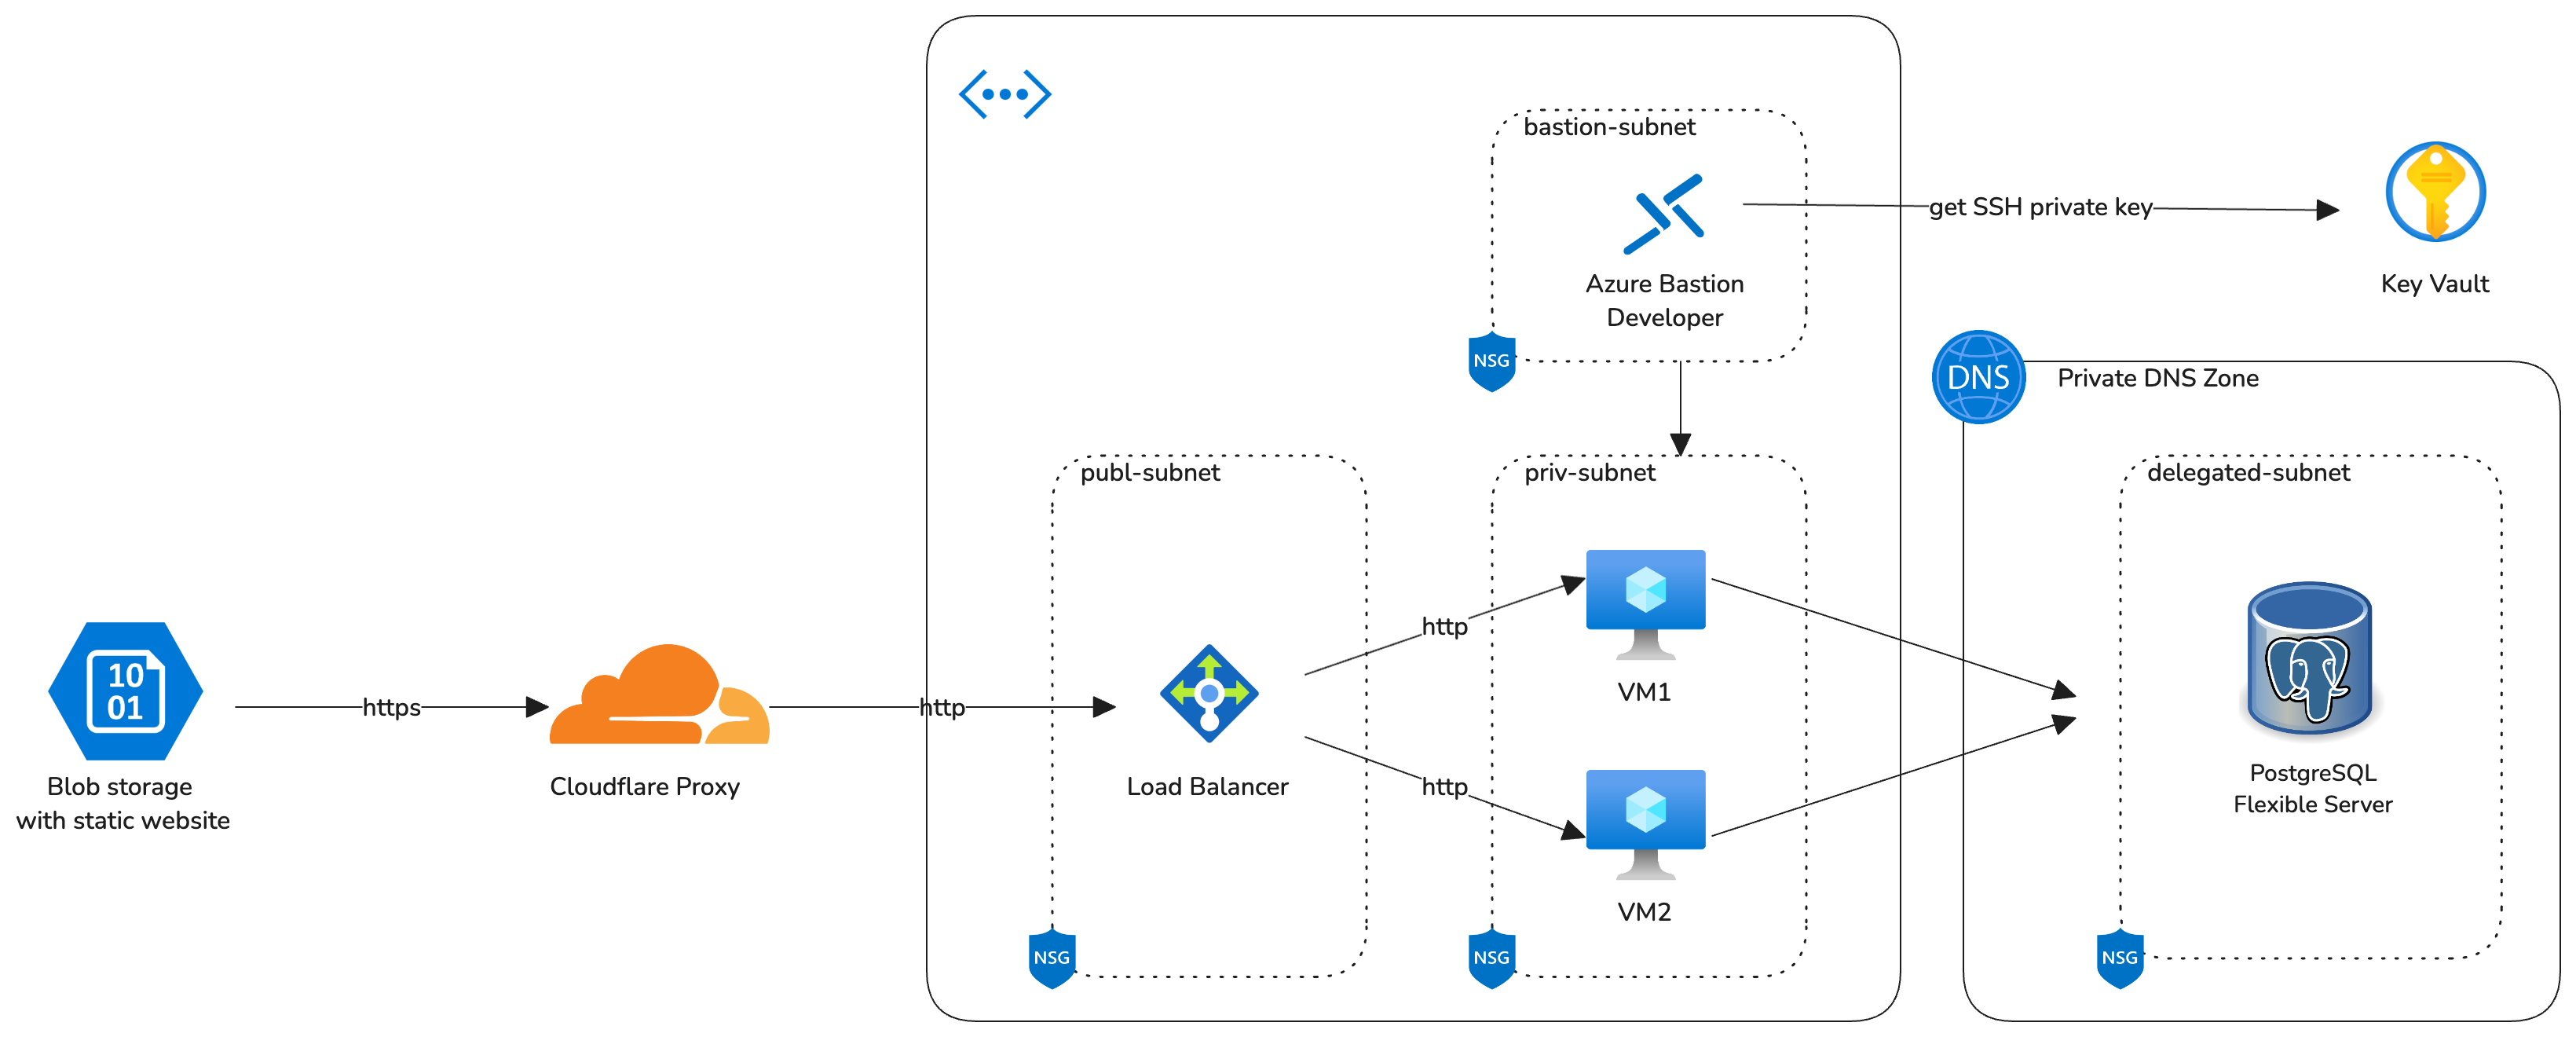 bastion-subnet
Azure Bastion
Developer
NSG
get SSH private key
Key Vault
DNS
Private DNS Zone
publ-subnet
priv-subnet
delegated-subnet
10
01
Blob storage
with static website
https
Cloudflare Proxy
http
Load Balancer
http
http
VM1
VM2
PostgreSQL
Flexible Server
NSG
NSG
NSG